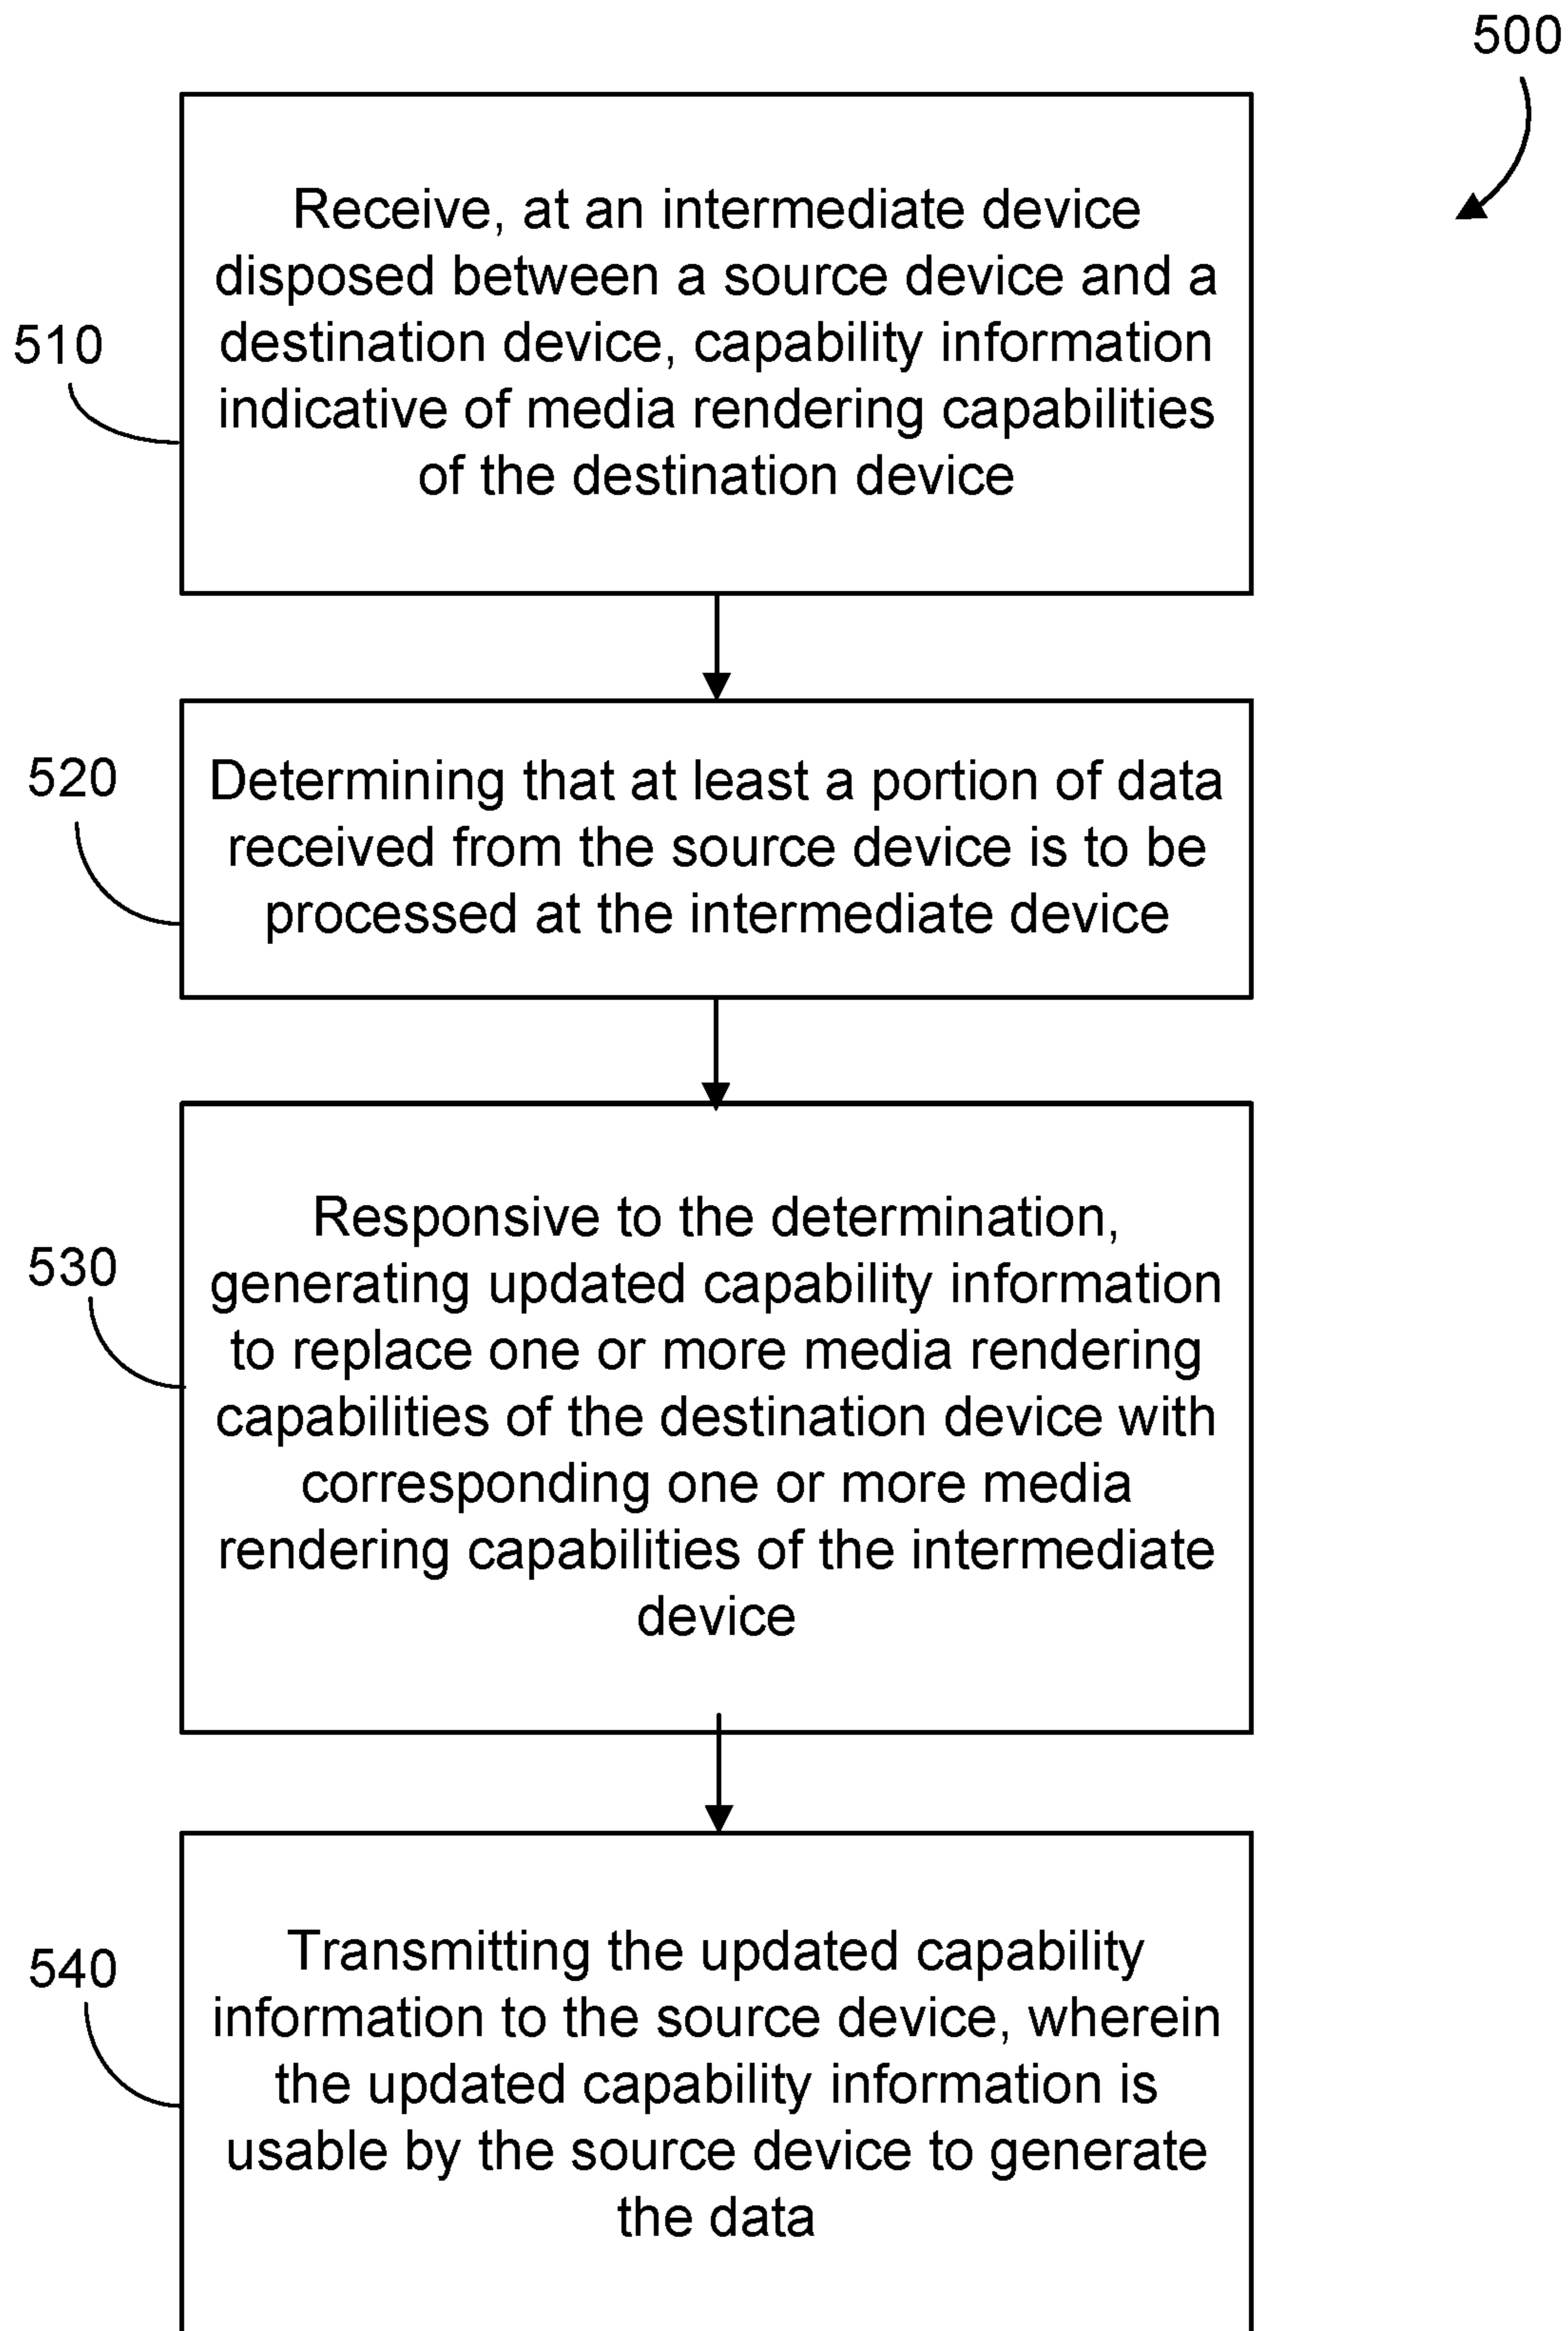 500
Receive, at an intermediate device
disposed between a source device and a
destination device, capability information
indicative of media rendering capabilities
of the destination device
510
Determining that at least a portion of data
received from the source device is to be
processed at the intermediate device
520
Responsive to the determination,
generating updated capability information
to replace one or more media rendering
capabilities of the destination device with
corresponding one or more media
rendering capabilities of the intermediate
device
530
Transmitting the updated capability
information to the source device, wherein
the updated capability information is
usable by the source device to generate
the data
540